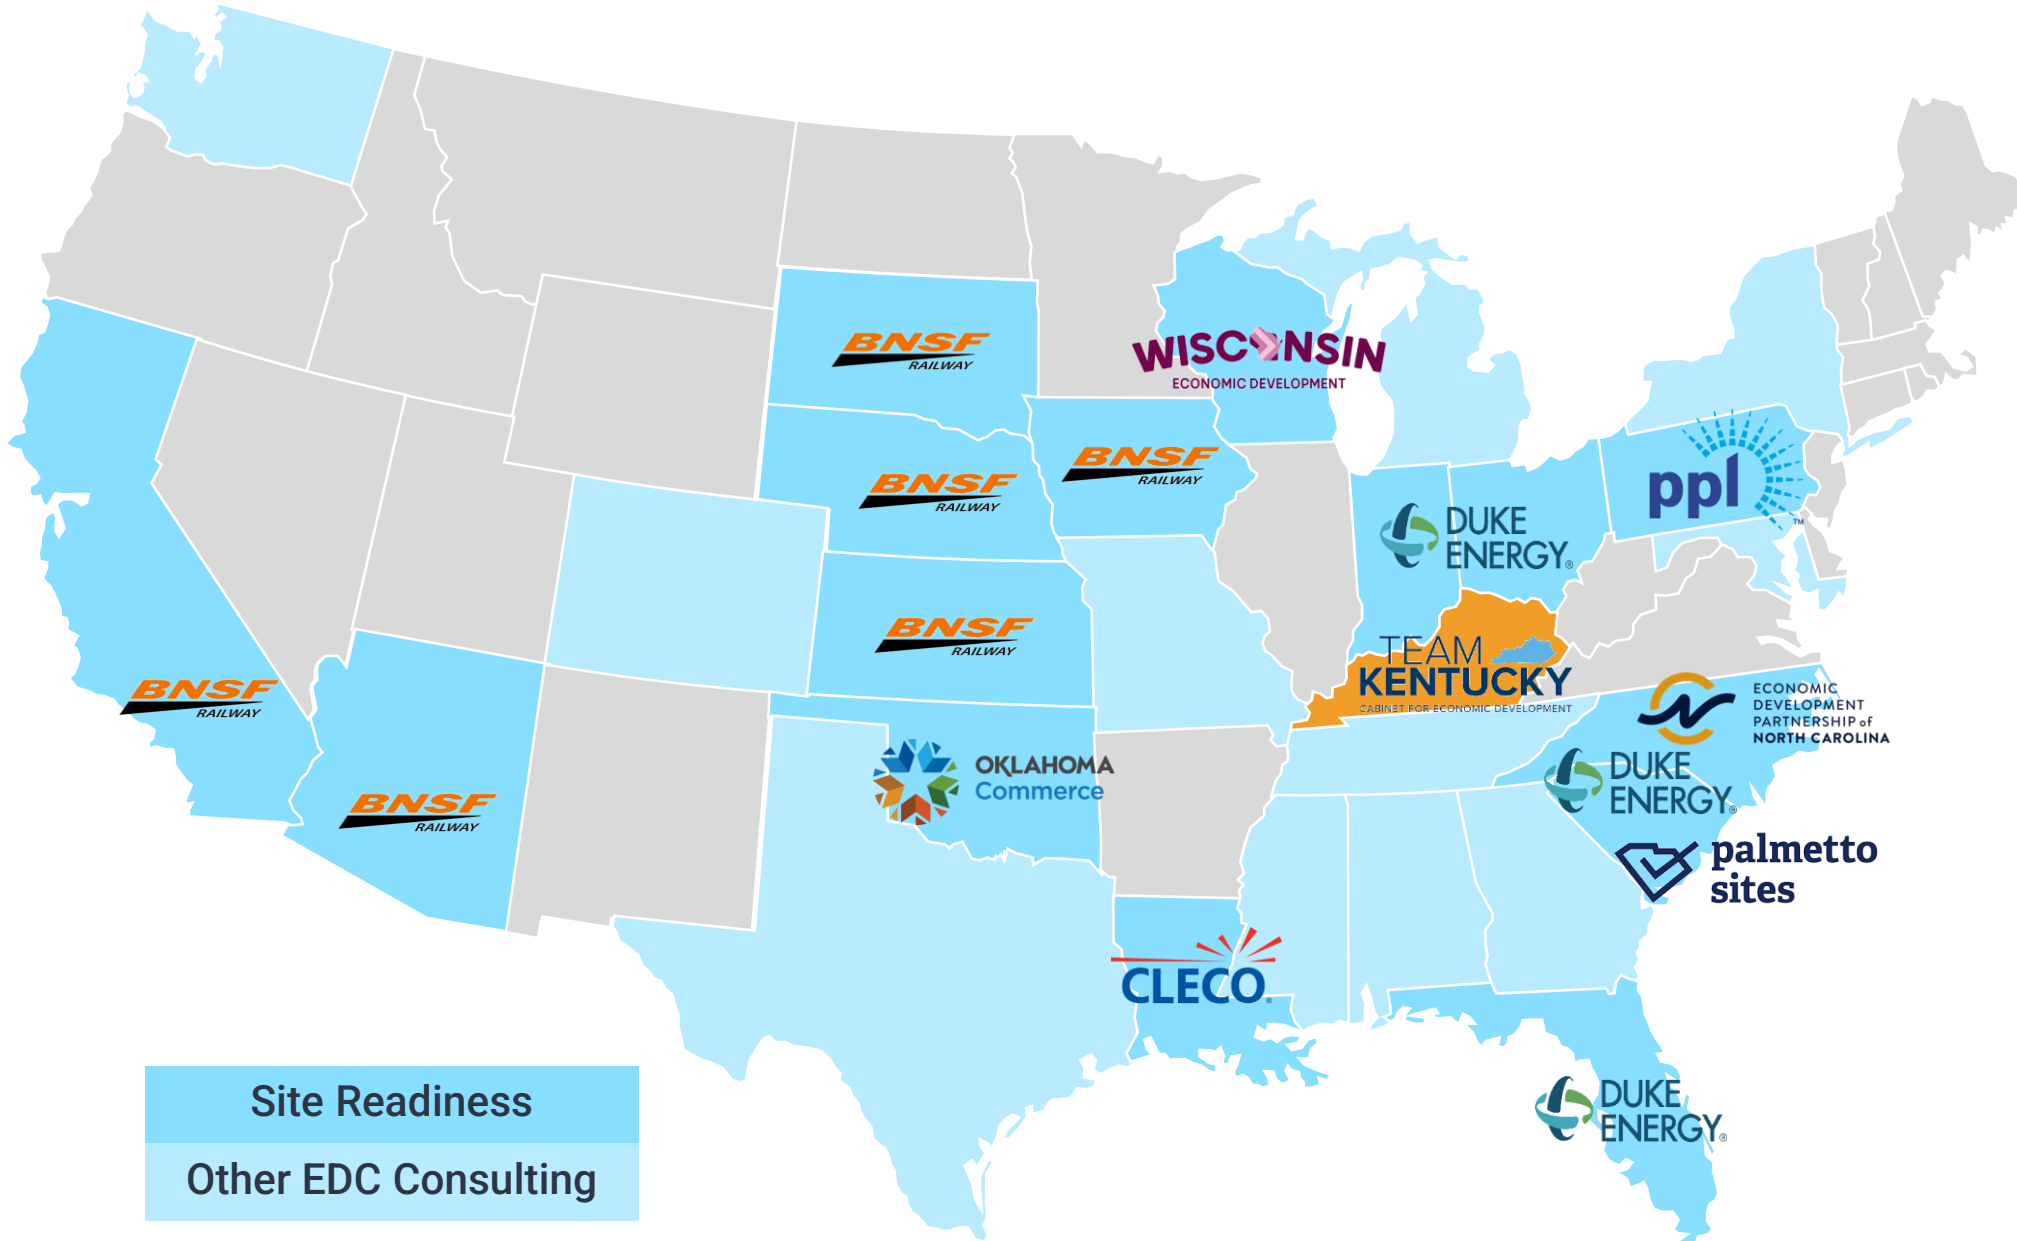 BNSF
RAILWAY
WISCONSIN
ECONOMIC DEVELOPMENT
BNSF
RAILWAY
ppl
TM
BNSF
RAILWAY
DUKE
ENERGY®
BNSF
RAILWAY
TEAM
KENTUCKY
CABINET FOR ECONOMIC DEVELOPMENT
BNSF
RAILWAY
ECONOMIC
DEVELOPMENT
PARTNERSHIP of
NORTH CAROLINA
OKLAHOMA
Commerce
DUKE
ENERGY®
BNSF
RAILWAY
palmetto
sites
CLECO®
DUKE
ENERGY®
Site Readiness
Other EDC Consulting